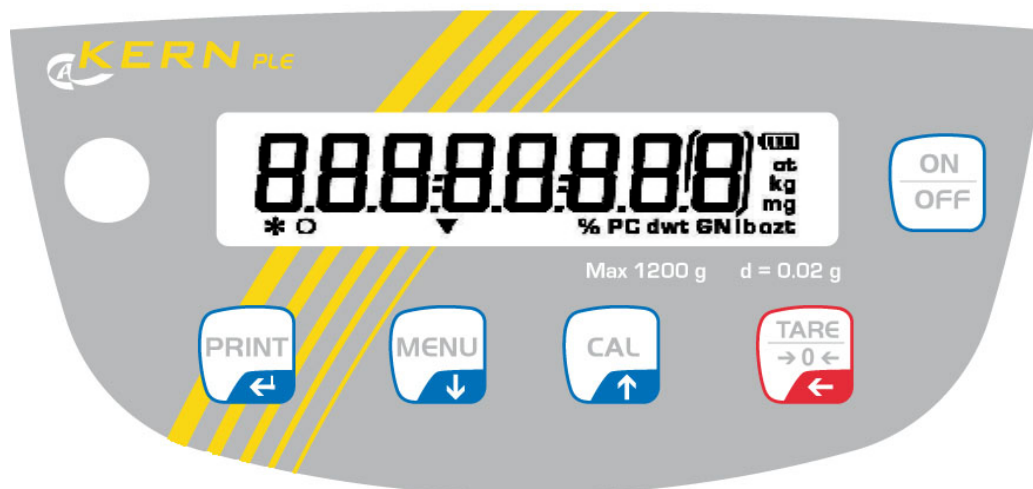 KERN PLE
8.8.8:8.8:8.8.(8)
ct
kg
mg
% PC dwt GN lb ozt
Max 1200 g d = 0.02 g
ON
OFF
PRINT
MENU
CAL
TARE
→ 0 ←